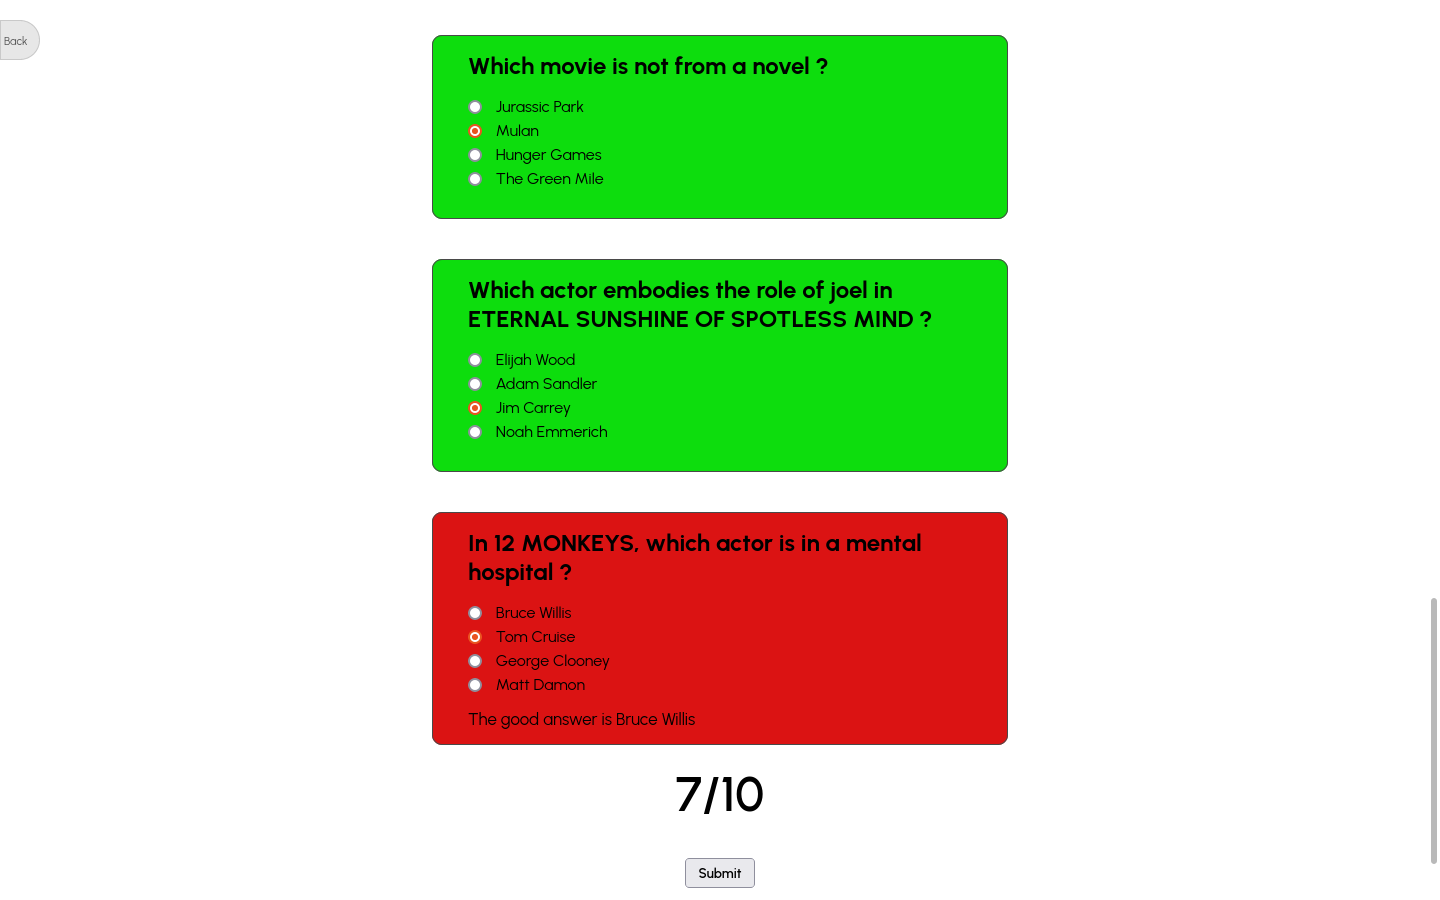 Back
Which movie is not from a novel ?
Jurassic Park
Mulan
Hunger Games
The Green Mile
Which actor embodies the role of joel in
ETERNAL SUNSHINE OF SPOTLESS MIND ?
Elijah Wood
Adam Sandler
Jim Carrey
Noah Emmerich
In 12 MONKEYS, which actor is in a mental
hospital ?
Bruce Willis
Tom Cruise
George Clooney
Matt Damon
The good answer is Bruce Willis
7/10
Submit